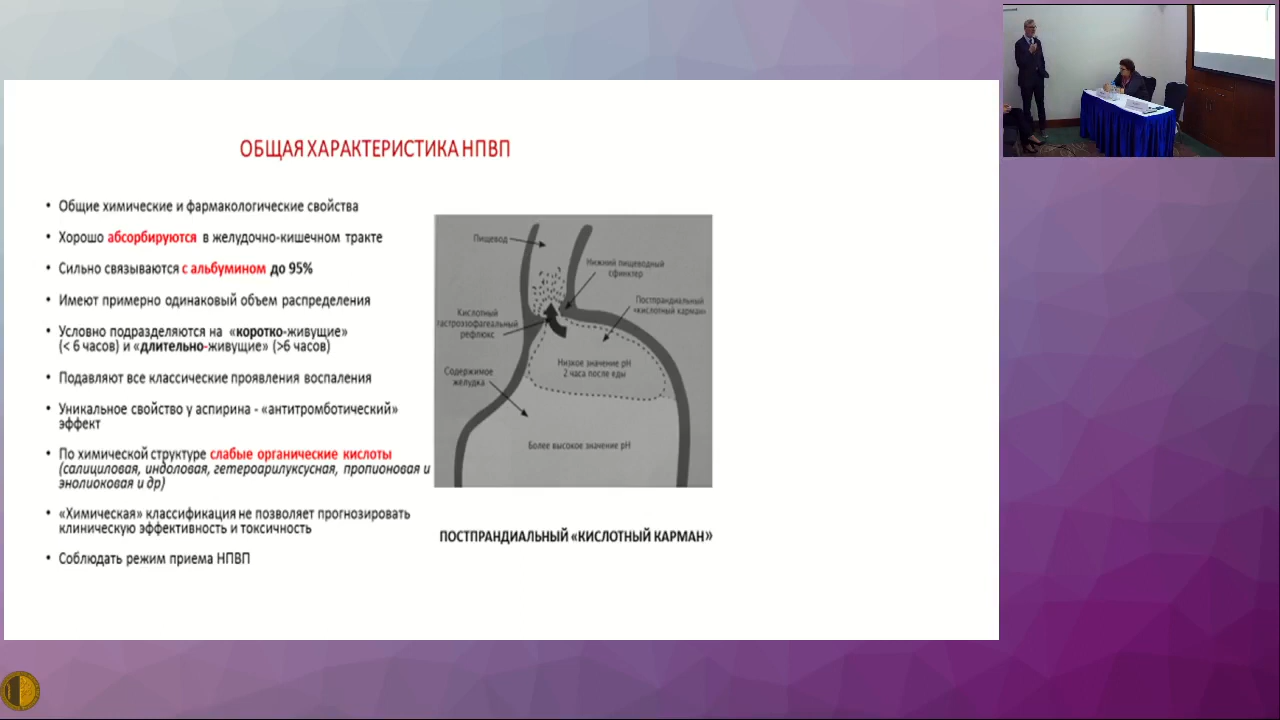 ОБЩАЯ ХАРАКТЕРИСТИКА НПВП
• Общие химические и фармакологические свойства
• Хорошо абсорбируются в желудочно-кишечном тракте
• Сильно связываются с альбумином до 95%
• Имеют примерно одинаковый объем распределения
• Условно подразделяются на «коротко-живущие»
(< 6 часов) и «длительно-живущие» (>6 часов)
• Подавляют все классические проявления воспаления
• Уникальное свойство у аспирина - «антитромботический»
эффект
• По химической структуре слабые органические кислоты
(салициловая, индоловая, гетероарилуксусная, пропионовая и
энолиоковая и др)
• «Химическая» классификация не позволяет прогнозировать
клиническую эффективность и токсичность
• Соблюдать режим приема НПВП
Пищевод
Нижний пищеводный
сфинктер
Постпрандиальный
«кислотный карман»
Кислотный
гастроэзофагеальный
рефлюкс
Низкое значение pH
2 часа после еды
Содержимое
желудка
Более высокое значение pH
ПОСТПРАНДИАЛЬНЫЙ «КИСЛОТНЫЙ КАРМАН»